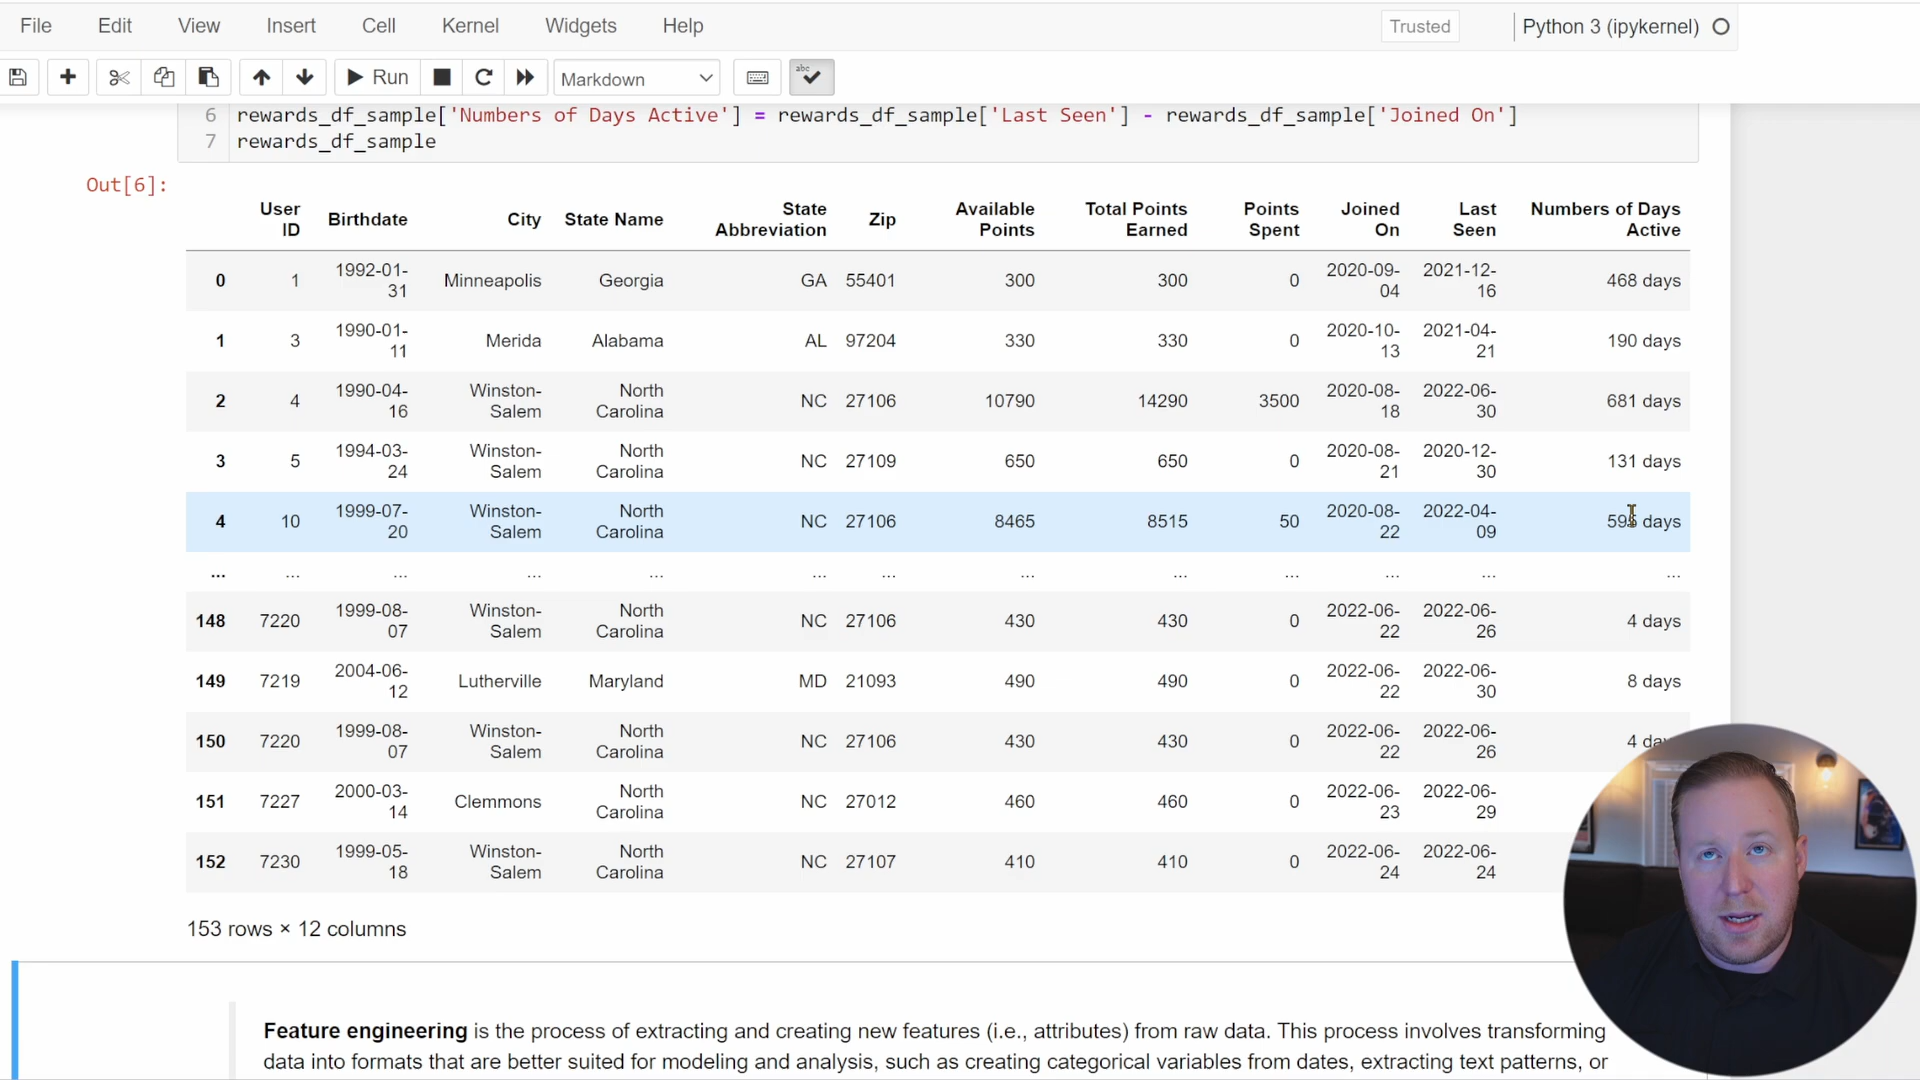 File Edit View Insert Cell Kernel Widgets Help Trusted Python 3 (ipykernel)
Run Markdown abc
6 rewards_df_sample['Numbers of Days Active'] = rewards_df_sample['Last Seen'] - rewards_df_sample['Joined On']
7 rewards_df_sample
Out[6]:
User ID Birthdate City State Name State Abbreviation Zip Available Points Total Points Earned Points Spent Joined On Last Seen Numbers of Days Active
0 1 1992-01-31 Minneapolis Georgia GA 55401 300 300 0 2020-09-04 2021-12-16 468 days
1 3 1990-01-11 Merida Alabama AL 97204 330 330 0 2020-10-13 2021-04-21 190 days
2 4 1990-04-16 Winston-Salem North Carolina NC 27106 10790 14290 3500 2020-08-18 2022-06-30 681 days
3 5 1994-03-24 Winston-Salem North Carolina NC 27109 650 650 0 2020-08-21 2020-12-30 131 days
4 10 1999-07-20 Winston-Salem North Carolina NC 27106 8465 8515 50 2020-08-22 2022-04-09 days
... ... ... ... ... ... ... ... ... ... ... ... ...
148 7220 1999-08-07 Winston-Salem North Carolina NC 27106 430 430 0 2022-06-22 2022-06-26 4 days
149 7219 2004-06-12 Lutherville Maryland MD 21093 490 490 0 2022-06-22 2022-06-30 8 days
150 7220 1999-08-07 Winston-Salem North Carolina NC 27106 430 430 0 2022-06-22 2022-06-26 4
151 7227 2000-03-14 Clemmons North Carolina NC 27012 460 460 0 2022-06-23 2022-06-29
152 7230 1999-05-18 Winston-Salem North Carolina NC 27107 410 410 0 2022-06-24 2022-06-24
153 rows × 12 columns
Feature engineering is the process of extracting and creating new features (i.e., attributes) from raw data. This process involves transforming
data into formats that are better suited for modeling and analysis, such as creating categorical variables from dates, extracting text patterns, or